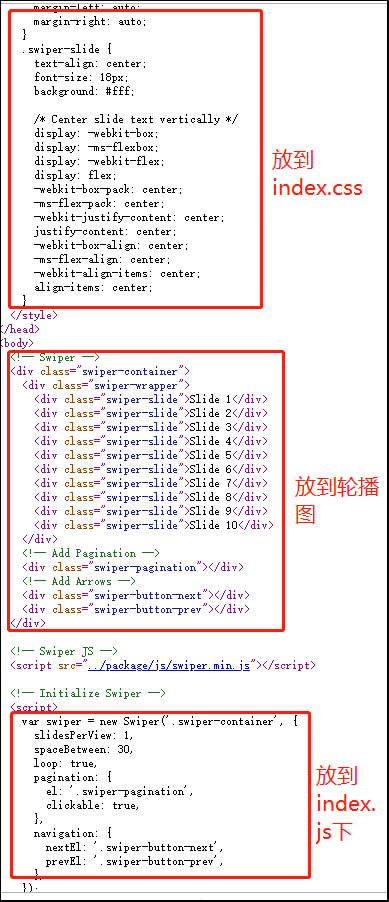 margin-left: auto;
margin-right: auto;
}
.swiper-slide {
text-align: center;
font-size: 18px;
background: #fff;
/* Center slide text vertically */
display: -webkit-box;
display: -ms-flexbox;
display: -webkit-flex;
display: flex;
-webkit-box-pack: center;
-ms-flex-pack: center;
-webkit-justify-content: center;
justify-content: center;
-webkit-box-align: center;
-ms-flex-align: center;
-webkit-align-items: center;
align-items: center;
}
放到
index.css
</style>
</head>
<body>
<!-- Swiper -->
<div class="swiper-container">
<div class="swiper-wrapper">
<div class="swiper-slide">Slide 1</div>
<div class="swiper-slide">Slide 2</div>
<div class="swiper-slide">Slide 3</div>
<div class="swiper-slide">Slide 4</div>
<div class="swiper-slide">Slide 5</div>
<div class="swiper-slide">Slide 6</div>
<div class="swiper-slide">Slide 7</div>
<div class="swiper-slide">Slide 8</div>
<div class="swiper-slide">Slide 9</div>
<div class="swiper-slide">Slide 10</div>
</div>
<!-- Add Pagination -->
<div class="swiper-pagination"></div>
<!-- Add Arrows -->
<div class="swiper-button-next"></div>
<div class="swiper-button-prev"></div>
</div>
放到轮播
图
<!-- Swiper JS -->
<script src="../package/js/swiper.min.js"></script>
<!-- Initialize Swiper -->
<script>
var swiper = new Swiper('.swiper-container', {
slidesPerView: 1,
spaceBetween: 30,
loop: true,
pagination: {
el: '.swiper-pagination',
clickable: true,
},
navigation: {
nextEl: '.swiper-button-next',
prevEl: '.swiper-button-prev',
},
});
放到
index.
js下